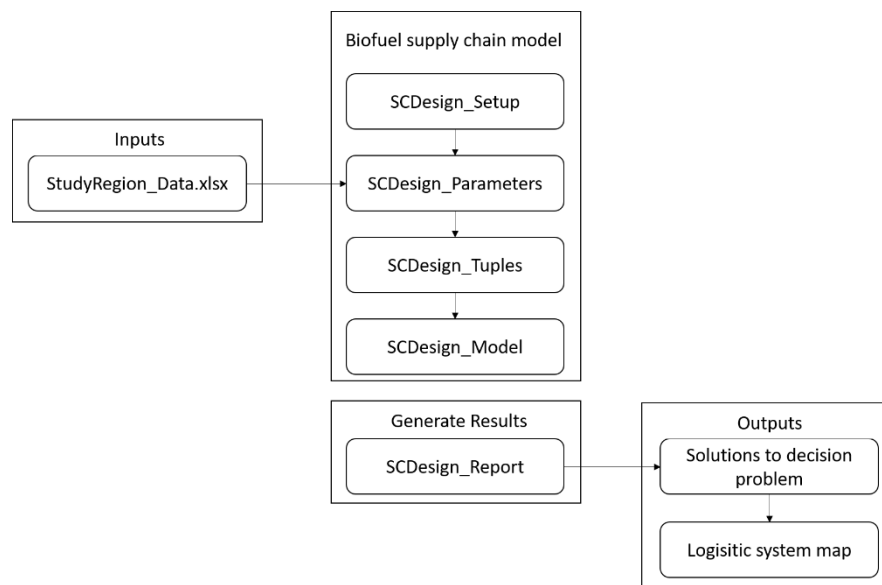 Biofuel supply chain model
SCDesign_Setup
Inputs
StudyRegion_Data.xlsx
SCDesign_Parameters
SCDesign_Tuples
SCDesign_Model
Generate Results
SCDesign_Report
Outputs
Solutions to decision
problem
Logisitic system map